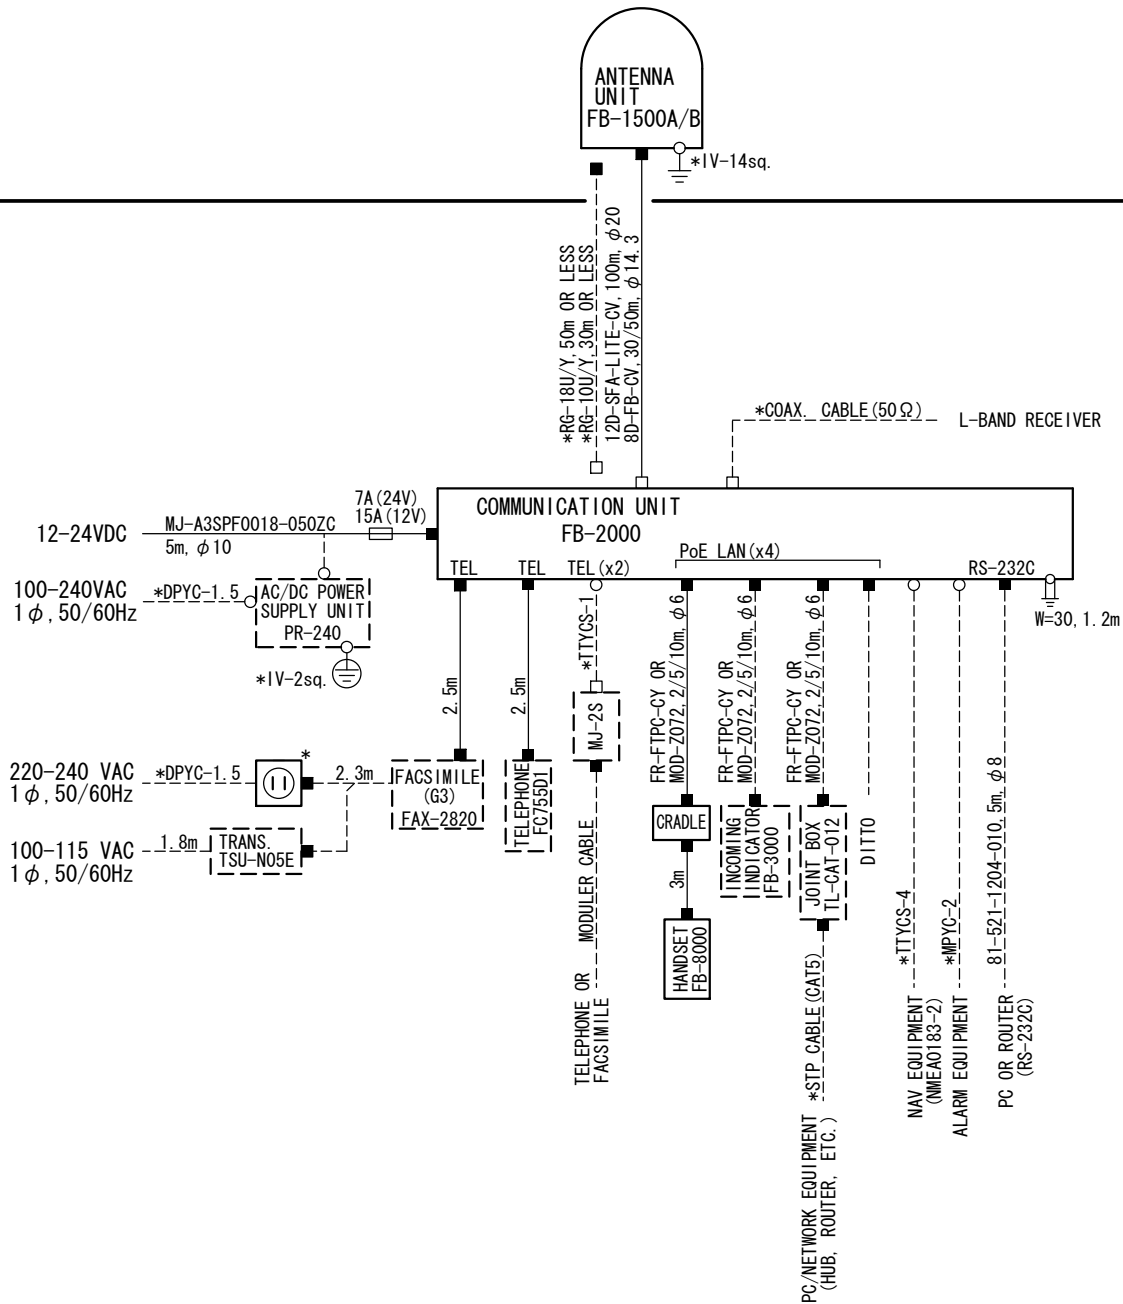 ANTENNA
UNIT
FB-1500A/B
*IV-14sq.
*RG-18U/Y, 50m OR LESS
*RG-10U/Y, 30m OR LESS
12D-SFA-LITE-CV, 100m, φ20
8D-FB-CV, 30/50m, φ14.3
*COAX. CABLE(50Ω)
L-BAND RECEIVER
COMMUNICATION UNIT
FB-2000
7A(24V)
15A(12V)
12-24VDC
MJ-A3SPF0018-050ZC
5m, φ10
TEL
TEL
TEL(x2)
PoE LAN(x4)
RS-232C
W=30, 1.2m
100-240VAC
1φ, 50/60Hz
*DPYC-1.5
AC/DC POWER
SUPPLY UNIT
PR-240
*IV-2sq.
220-240 VAC
1φ, 50/60Hz
*DPYC-1.5
*
2.3m
100-115 VAC
1φ, 50/60Hz
1.8m
TRANS.
TSU-N05E
2.5m
FACSIMILE
(G3)
FAX-2820
2.5m
TELEPHONE
FC755D1
*TTYCS-1
MJ-2S
MODULER CABLE
TELEPHONE OR
FACSIMILE
FR-FTPC-CY OR
MOD-Z072, 2/5/10m, φ6
CRADLE
3m
HANDSET
FB-8000
FR-FTPC-CY OR
MOD-Z072, 2/5/10m, φ6
INCOMING
INDICATOR
FB-3000
FR-FTPC-CY OR
MOD-Z072, 2/5/10m, φ6
JOINT BOX
TL-CAT-012
*STP CABLE(CAT5)
PC/NETWORK EQUIPMENT
(HUB, ROUTER, ETC.)
DITTO
*TTYCS-4
NAV EQUIPMENT
(NMEA0183-2)
*MPYC-2
ALARM EQUIPMENT
81-521-1204-010, 5m, φ8
PC OR ROUTER
(RS-232C)